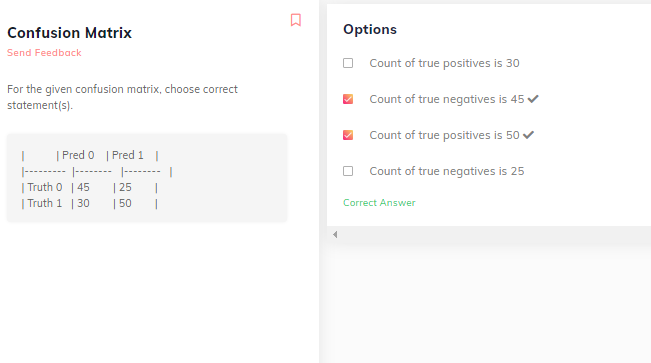 Confusion Matrix
Send Feedback
For the given confusion matrix, choose correct
statement(s).
|          | Pred 0   | Pred 1   |
|--------- |--------  |--------  |
| Truth 0  | 45       | 25       |
| Truth 1  | 30       | 50       |
Options
Count of true positives is 30
Count of true negatives is 45
Count of true positives is 50
Count of true negatives is 25
Correct Answer